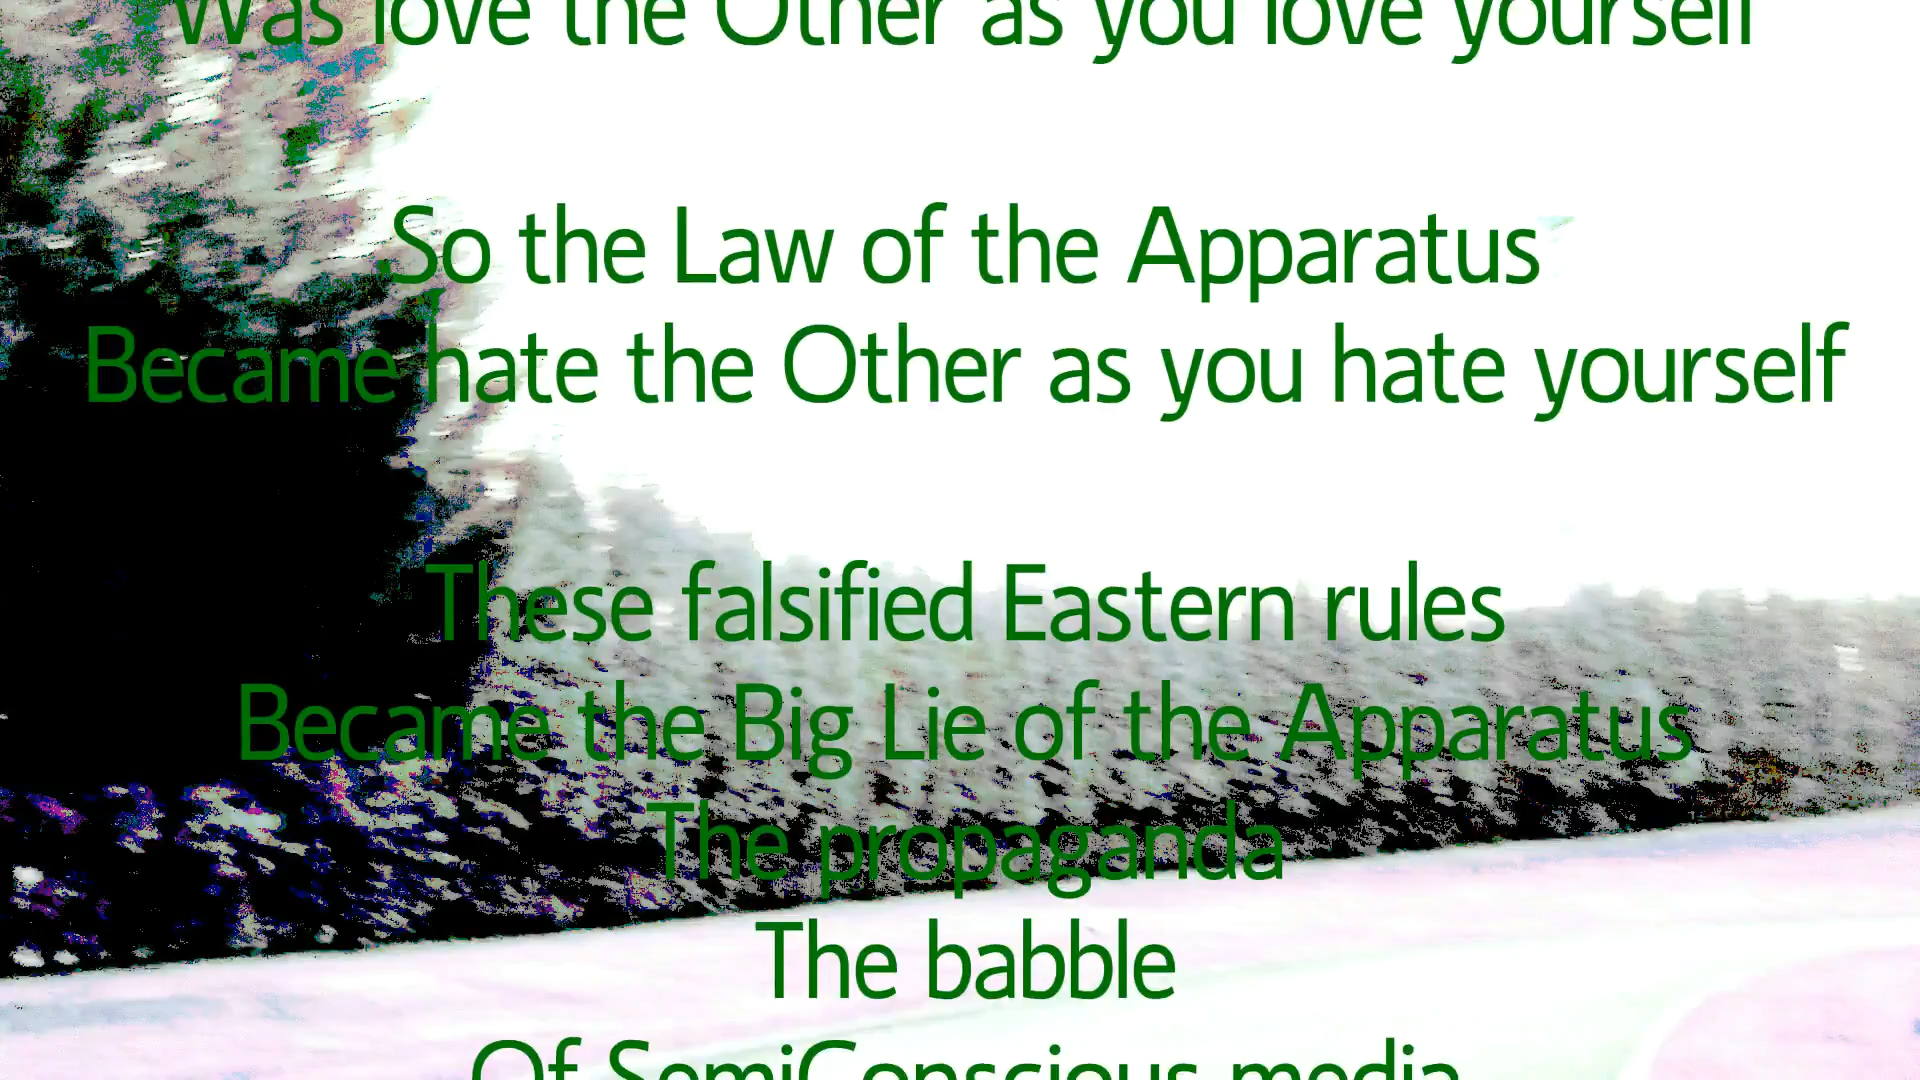 Was love the Other as you love yourself
So the Law of the Apparatus
Became hate the Other as you hate yourself
These falsified Eastern rules
Became the Big Lie of the Apparatus
The propaganda
The babble
Of SemiConscious media